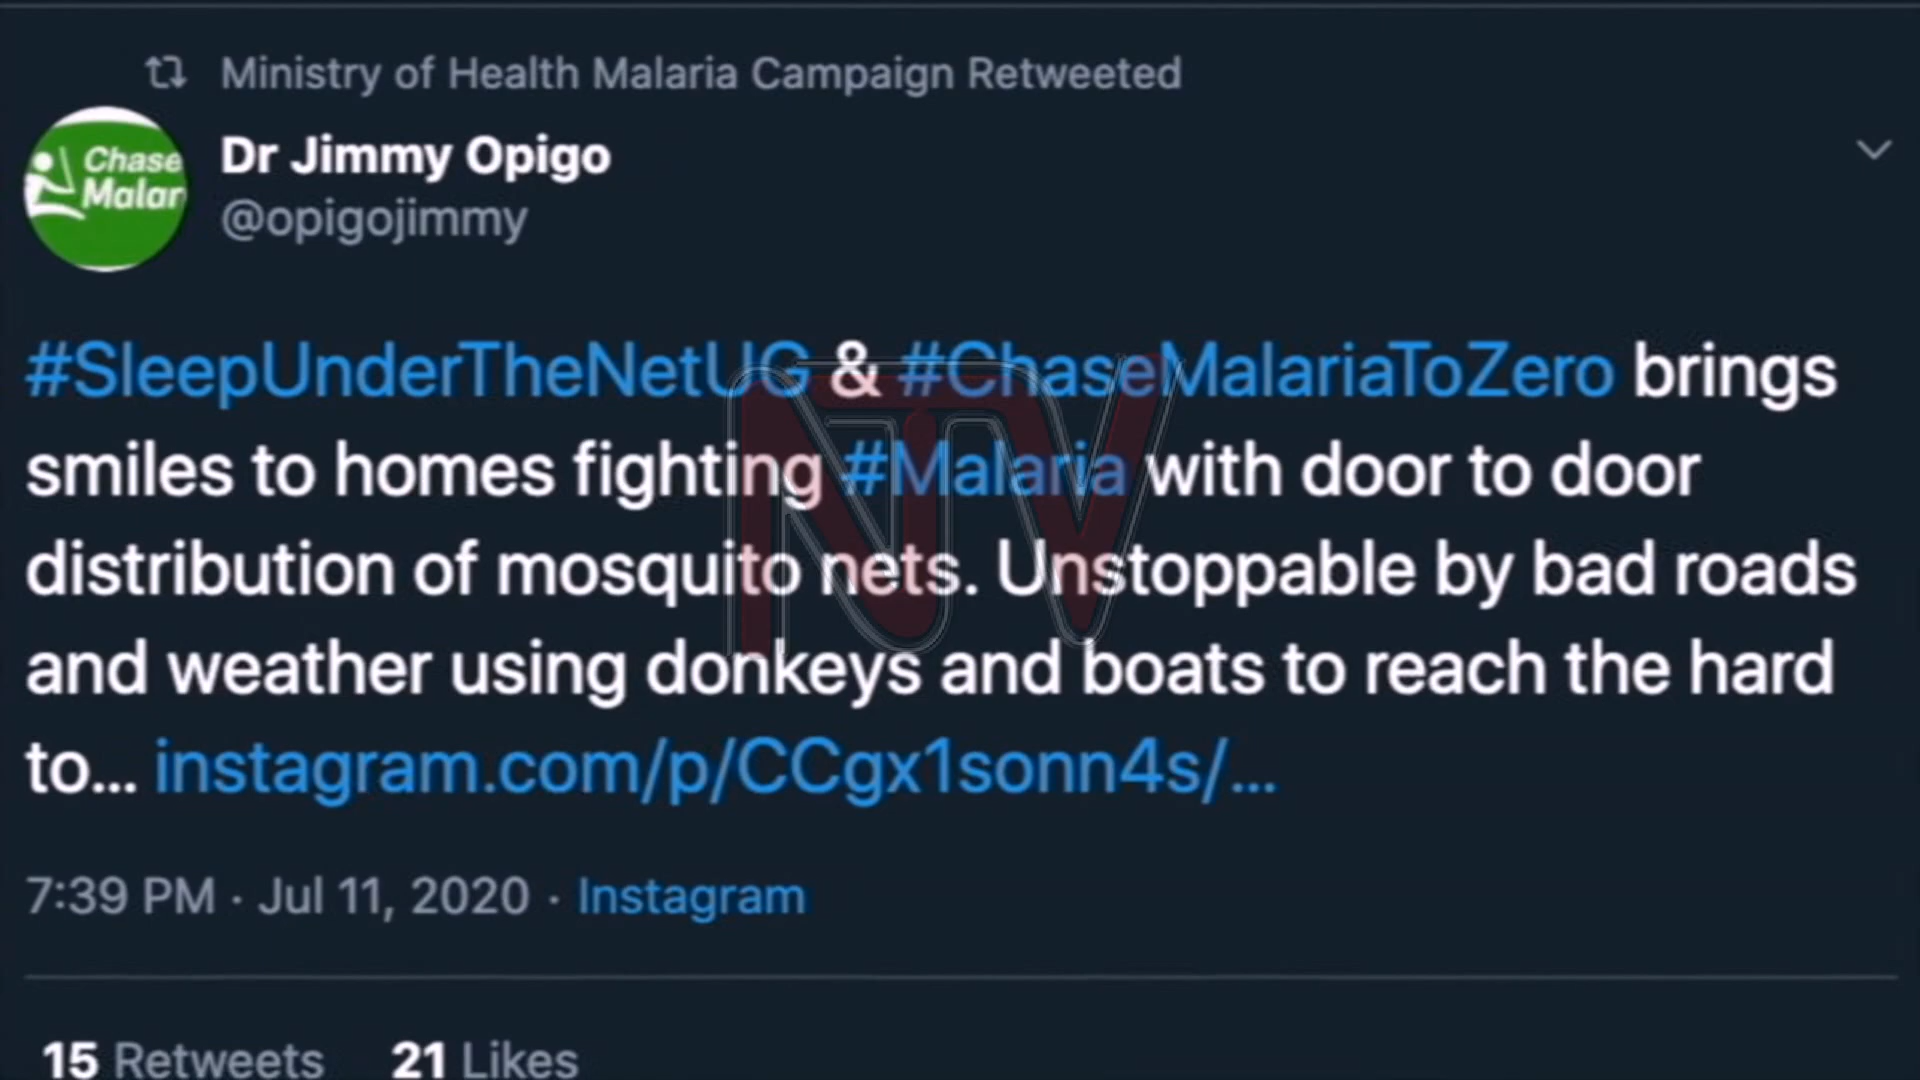 Ministry of Health Malaria Campaign Retweeted
Chase
Malar
Dr Jimmy Opigo
@opigojimmy
#SleepUnderTheNetUG & #ChaseMalariaToZero brings
smiles to homes fighting #Malaria with door to door
distribution of mosquito nets. Unstoppable by bad roads
and weather using donkeys and boats to reach the hard
to... instagram.com/p/CCgx1sonn4s/...
NTV
7:39 PM · Jul 11, 2020 · Instagram
15 Retweets 21 Likes